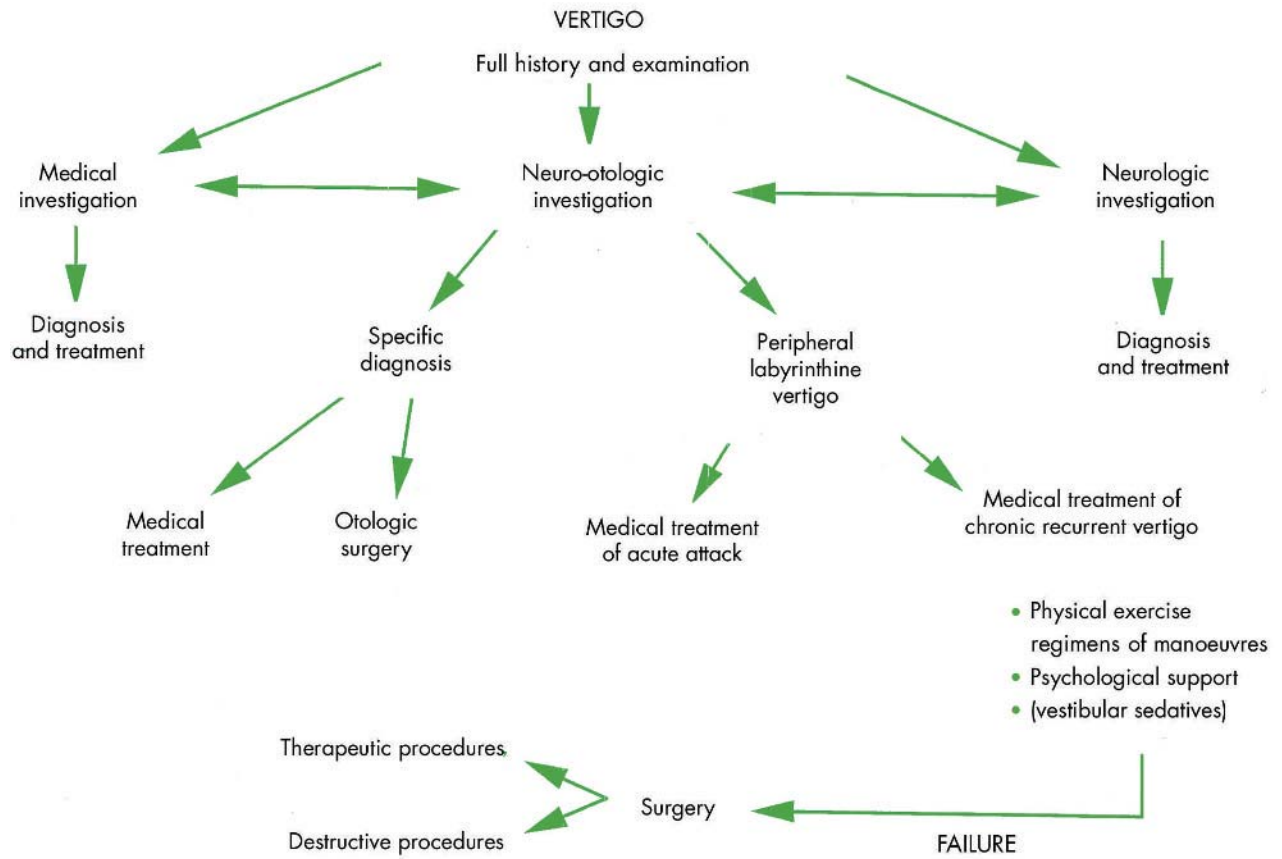 VERTIGO
Full history and examination
Medical
investigation
Neuro-otologic
investigation
Neurologic
investigation
Diagnosis
and treatment
Specific
diagnosis
Peripheral
labyrinthine
vertigo
Diagnosis
and treatment
Medical
treatment
Otologic
surgery
Medical treatment
of acute attack
Medical treatment of
chronic recurrent vertigo
• Physical exercise
regimens of manoeuvres
• Psychological support
• (vestibular sedatives)
Therapeutic procedures
Surgery
Destructive procedures
FAILURE